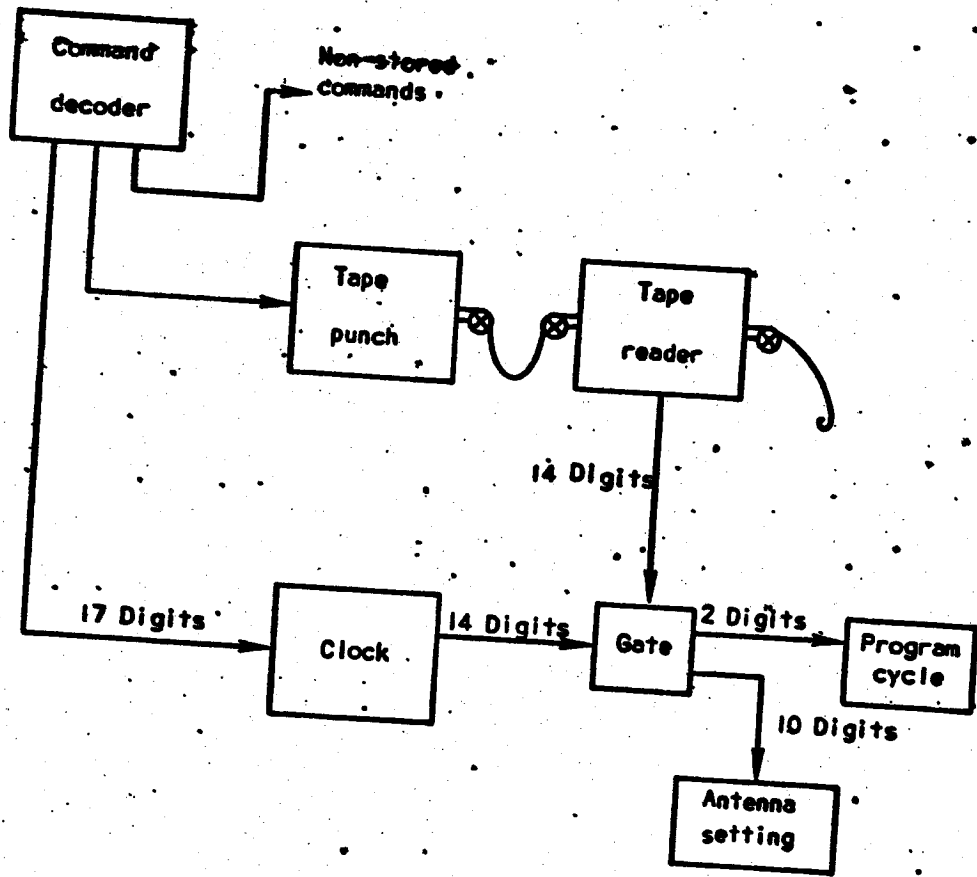 Command
decoder
Non-stored
commands
Tape
punch
Tape
reader
14 Digits
17 Digits
Clock
14 Digits
Gate
2 Digits
Program
cycle
10 Digits
Antenna
setting